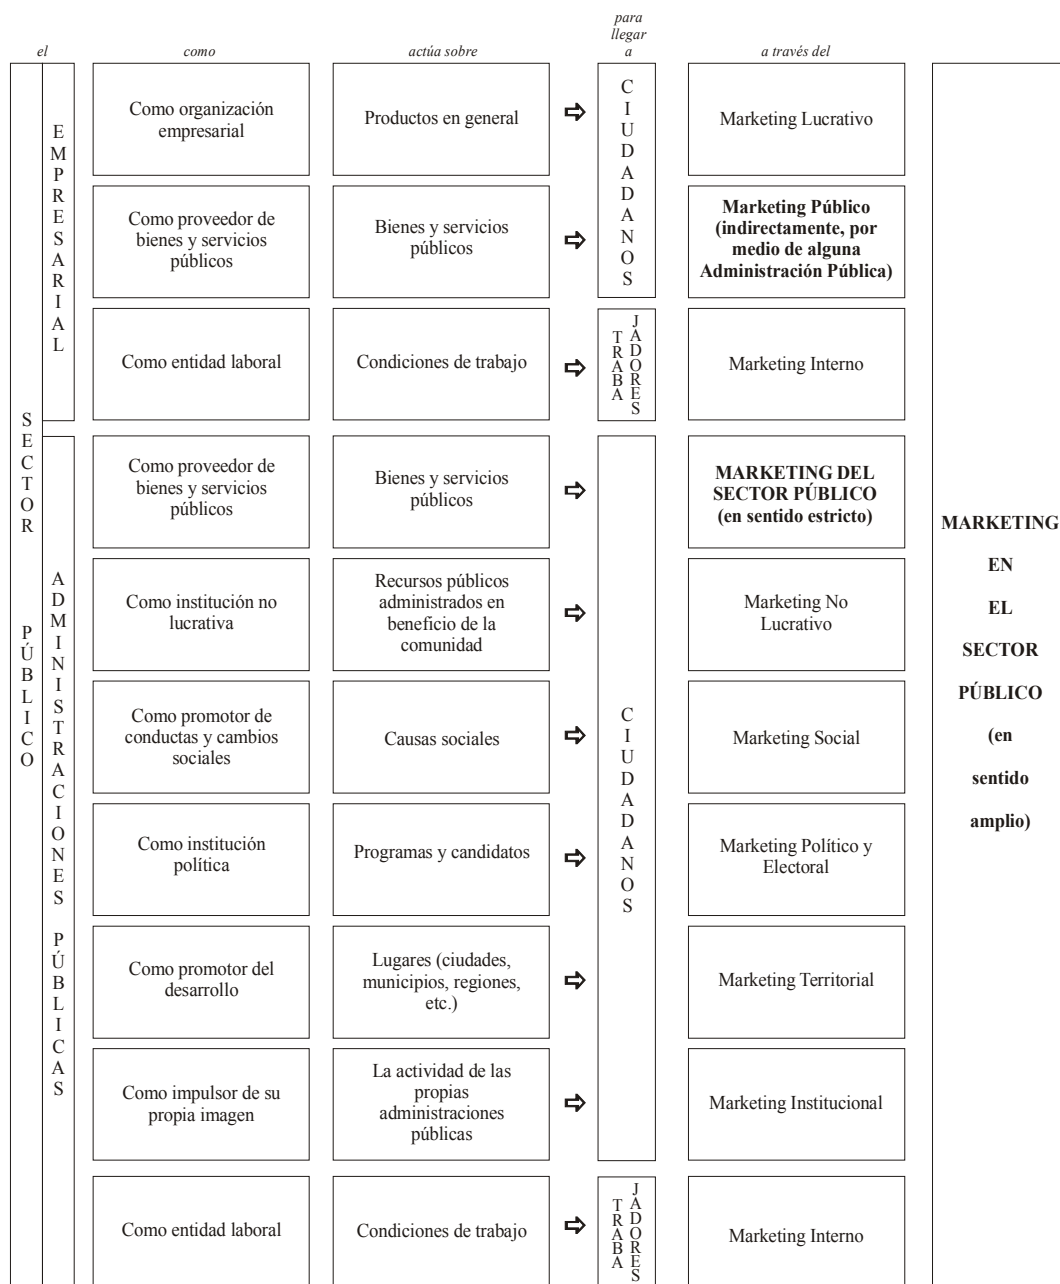 para
llegar
el como actúa sobre a a través del
SECTOR PÚBLICO
EMPRESARIAL
Como organización
empresarial
Productos en general
⇨
CIUDADANOS
Marketing Lucrativo
Como proveedor de
bienes y servicios
públicos
Bienes y servicios
públicos
⇨
Marketing Público
(indirectamente, por
medio de alguna
Administración Pública)
Como entidad laboral
Condiciones de trabajo
⇨
TRABA
JADORES
Marketing Interno
ADMINISTRACIONES PÚBLICAS
Como proveedor de
bienes y servicios
públicos
Bienes y servicios
públicos
⇨
CIUDADANOS
MARKETING DEL
SECTOR PÚBLICO
(en sentido estricto)
Como institución no
lucrativa
Recursos públicos
administrados en
beneficio de la
comunidad
⇨
Marketing No
Lucrativo
Como promotor de
conductas y cambios
sociales
Causas sociales
⇨
Marketing Social
Como institución
política
Programas y candidatos
⇨
Marketing Político y
Electoral
Como promotor del
desarrollo
Lugares (ciudades,
municipios, regiones,
etc.)
⇨
Marketing Territorial
Como impulsor de su
propia imagen
La actividad de las
propias
administraciones
públicas
⇨
Marketing Institucional
Como entidad laboral
Condiciones de trabajo
⇨
TRABA
JADORES
Marketing Interno
MARKETING
EN
EL
SECTOR
PÚBLICO
(en
sentido
amplio)